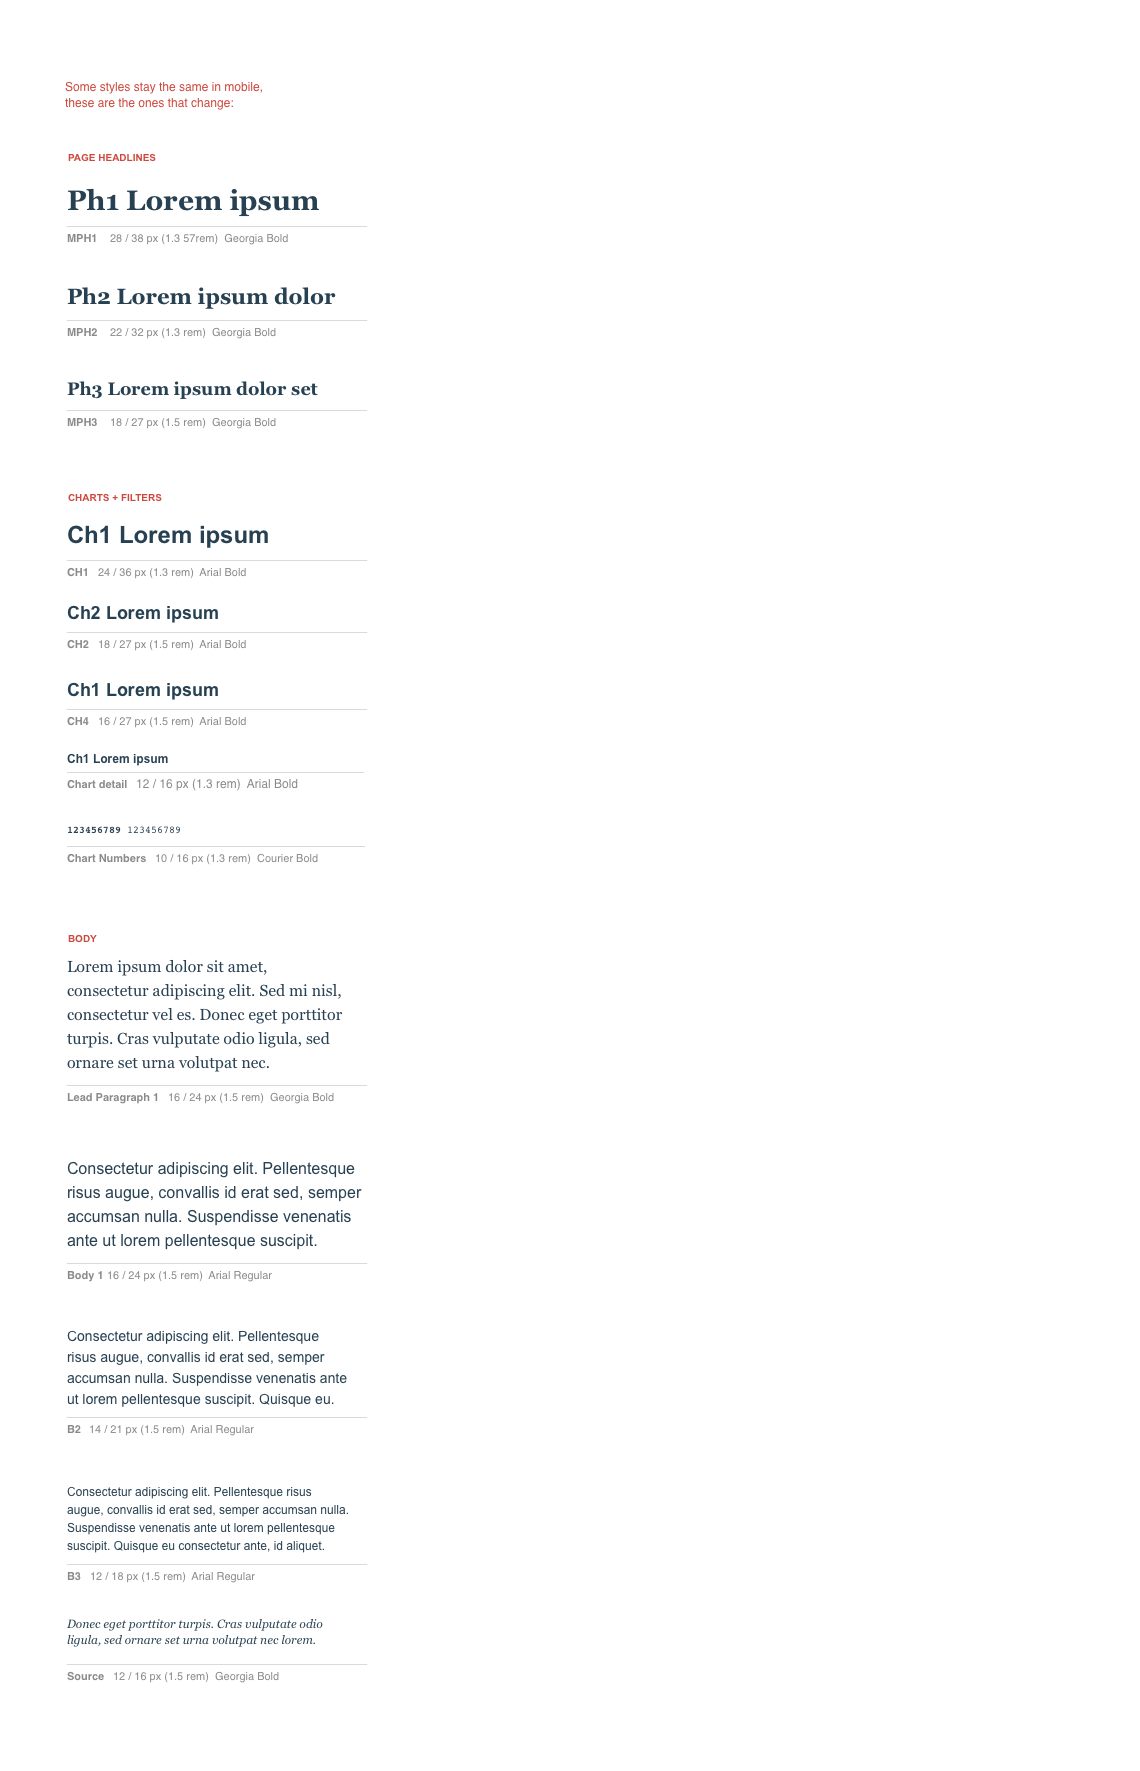 Some styles stay the same in mobile,
these are the ones that change:
PAGE HEADLINES
Ph1 Lorem ipsum
MPH1 28 / 38 px (1.3 57rem) Georgia Bold
Ph2 Lorem ipsum dolor
MPH2 22 / 32 px (1.3 rem) Georgia Bold
Ph3 Lorem ipsum dolor set
MPH3 18 / 27 px (1.5 rem) Georgia Bold
CHARTS + FILTERS
Ch1 Lorem ipsum
CH1 24 / 36 px (1.3 rem) Arial Bold
Ch2 Lorem ipsum
CH2 18 / 27 px (1.5 rem) Arial Bold
Ch1 Lorem ipsum
CH4 16 / 27 px (1.5 rem) Arial Bold
Ch1 Lorem ipsum
Chart detail 12 / 16 px (1.3 rem) Arial Bold
123456789 123456789
Chart Numbers 10 / 16 px (1.3 rem) Courier Bold
BODY
Lorem ipsum dolor sit amet,
consectetur adipiscing elit. Sed mi nisl,
consectetur vel es. Donec eget porttitor
turpis. Cras vulputate odio ligula, sed
ornare set urna volutpat nec.
Lead Paragraph 1 16 / 24 px (1.5 rem) Georgia Bold
Consectetur adipiscing elit. Pellentesque
risus augue, convallis id erat sed, semper
accumsan nulla. Suspendisse venenatis
ante ut lorem pellentesque suscipit.
Body 1 16 / 24 px (1.5 rem) Arial Regular
Consectetur adipiscing elit. Pellentesque
risus augue, convallis id erat sed, semper
accumsan nulla. Suspendisse venenatis ante
ut lorem pellentesque suscipit. Quisque eu.
B2 14 / 21 px (1.5 rem) Arial Regular
Consectetur adipiscing elit. Pellentesque risus
augue, convallis id erat sed, semper accumsan nulla.
Suspendisse venenatis ante ut lorem pellentesque
suscipit. Quisque eu consectetur ante, id aliquet.
B3 12 / 18 px (1.5 rem) Arial Regular
Donec eget porttitor turpis. Cras vulputate odio
ligula, sed ornare set urna volutpat nec lorem.
Source 12 / 16 px (1.5 rem) Georgia Bold